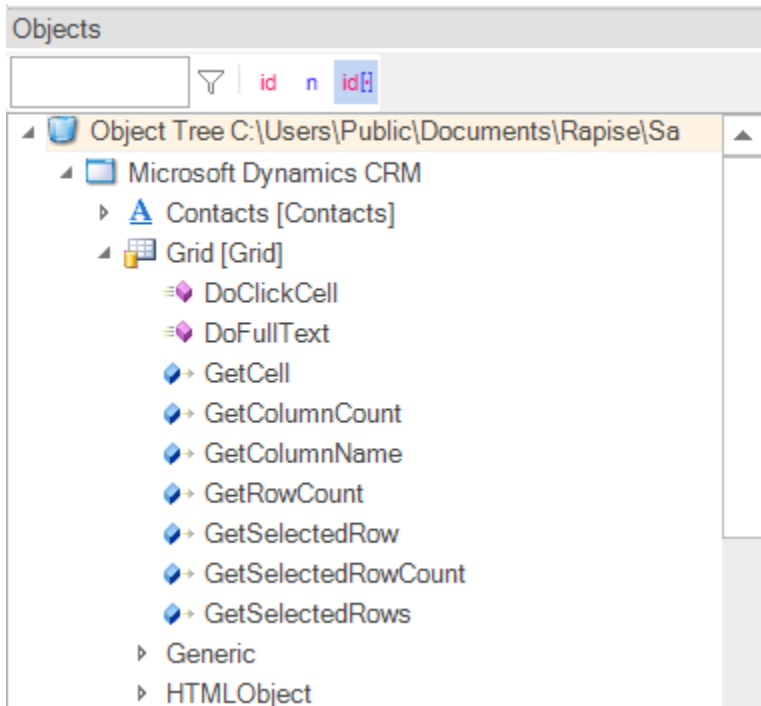 Objects
id n id[·]
Object Tree C:\Users\Public\Documents\Rapise\Sa
Microsoft Dynamics CRM
A Contacts [Contacts]
Grid [Grid]
DoClickCell
DoFullText
GetCell
GetColumnCount
GetColumnName
GetRowCount
GetSelectedRow
GetSelectedRowCount
GetSelectedRows
Generic
HTMLObject